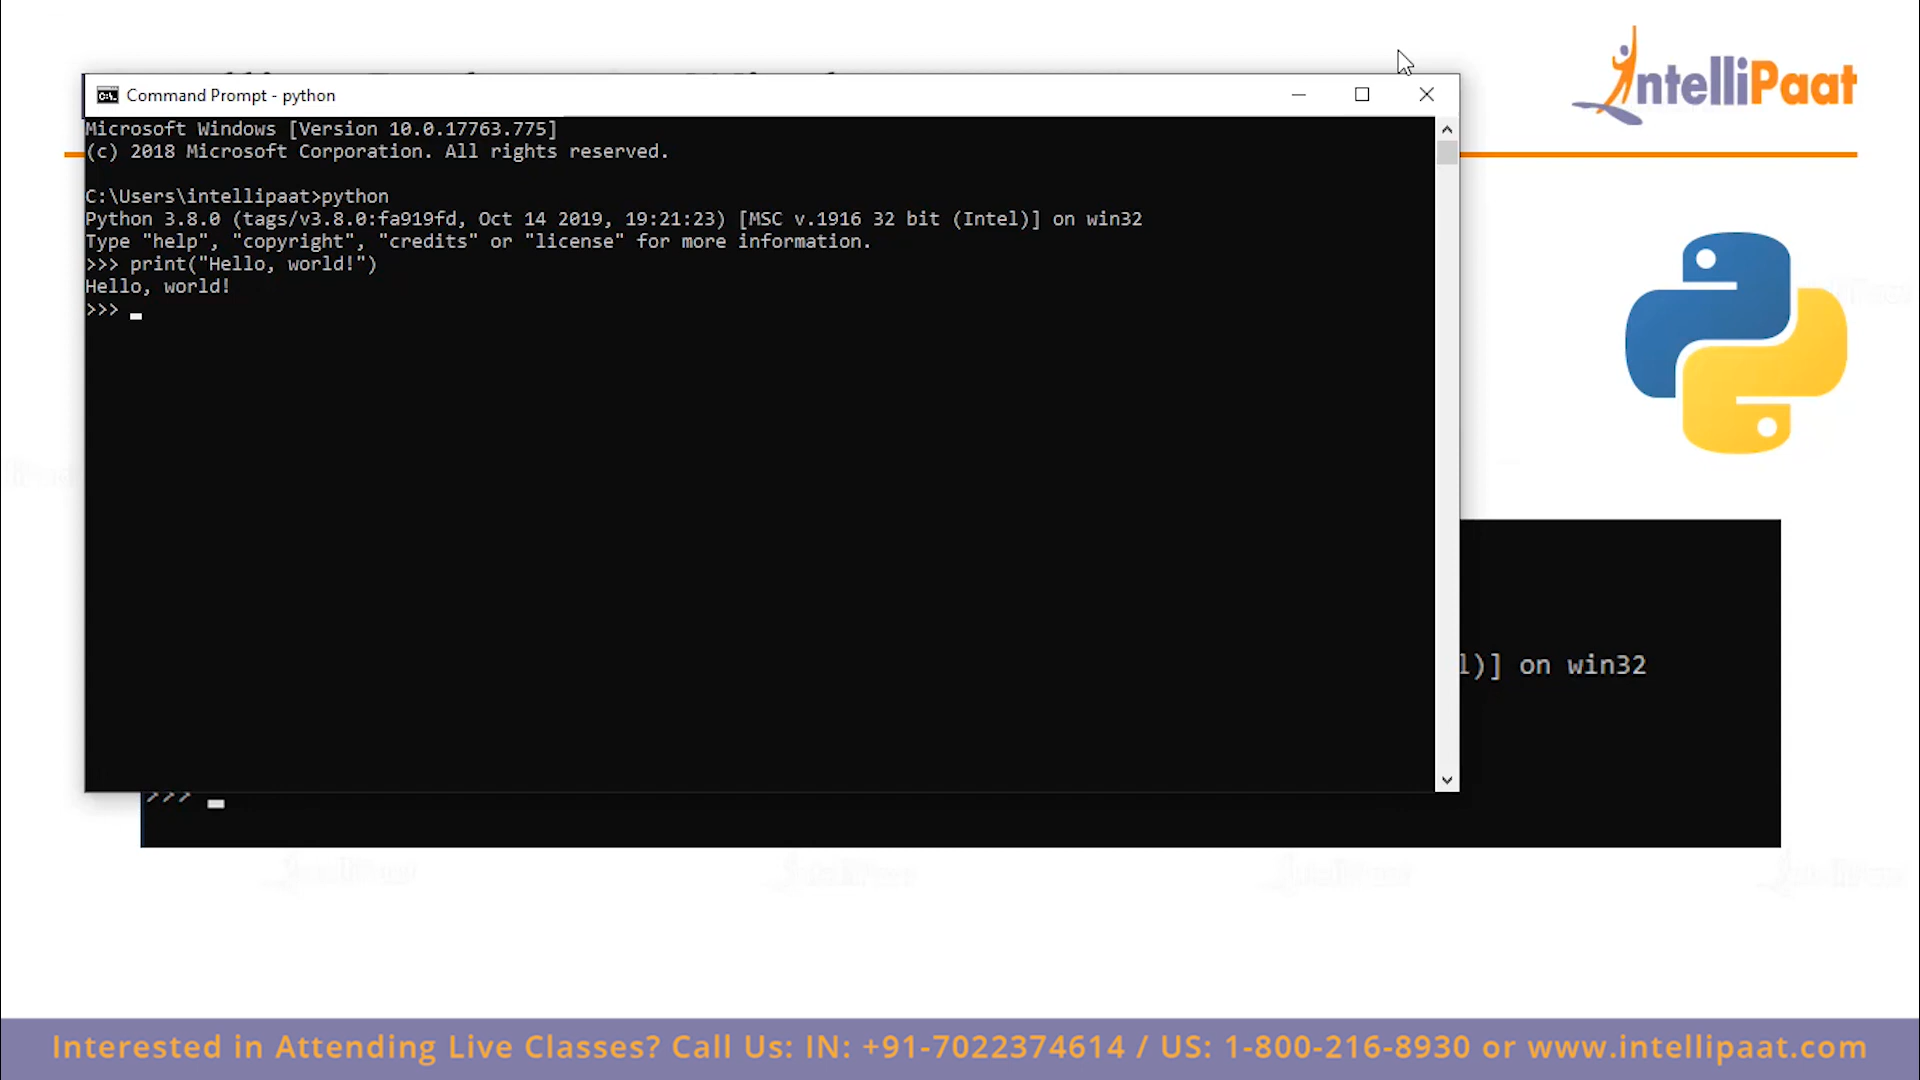 IntelliPaat
Command Prompt - python
Microsoft Windows [Version 10.0.17763.775]
(c) 2018 Microsoft Corporation. All rights reserved.
C:\Users\intellipaat>python
Python 3.8.0 (tags/v3.8.0:fa919fd, Oct 14 2019, 19:21:23) [MSC v.1916 32 bit (Intel)] on win32
Type "help", "copyright", "credits" or "license" for more information.
>>> print("Hello, world!")
Hello, world!
>>>
l)] on win32
>>>
Interested in Attending Live Classes? Call Us: IN: +91-7022374614 / US: 1-800-216-8930 or www.intellipaat.com